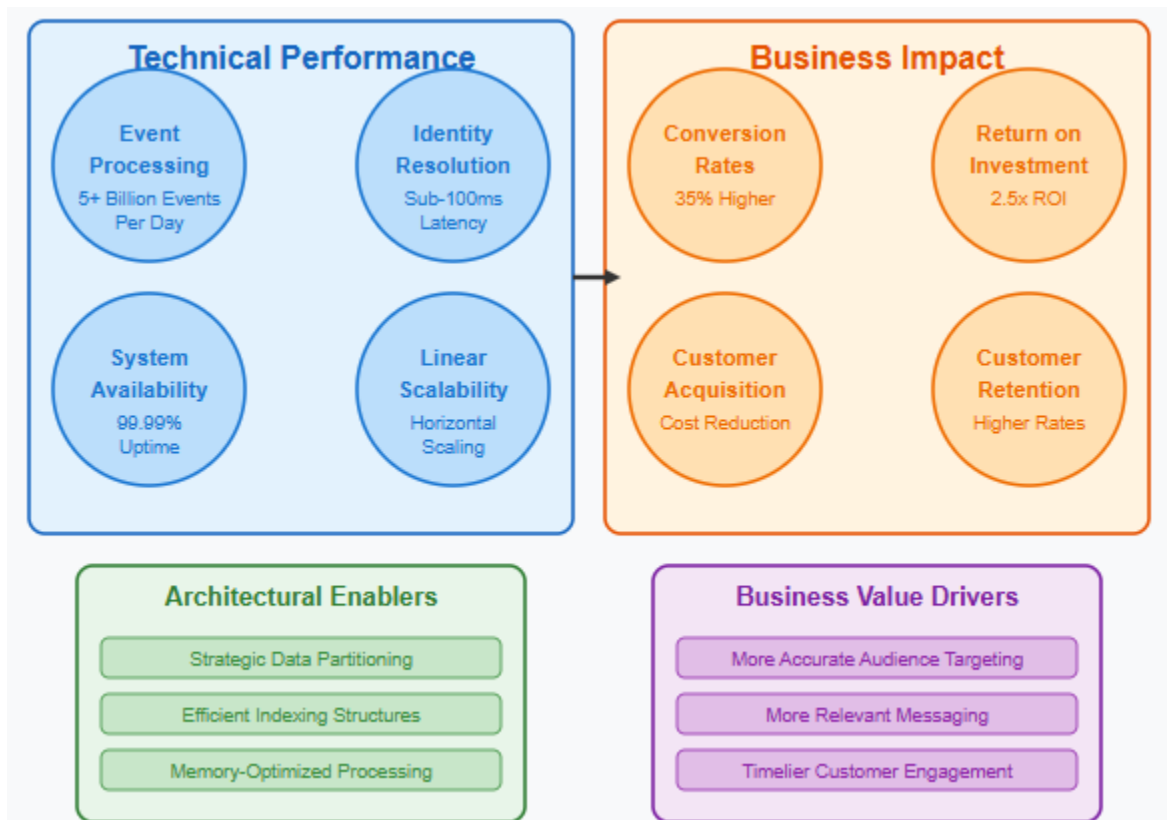 Technical Performance
Event
Processing
5+ Billion Events
Per Day
Identity
Resolution
Sub-100ms
Latency
System
Availability
99.99%
Uptime
Linear
Scalability
Horizontal
Scaling
Business Impact
Conversion
Rates
35% Higher
Return on
Investment
2.5x ROI
Customer
Acquisition
Cost Reduction
Customer
Retention
Higher Rates
Architectural Enablers
Strategic Data Partitioning
Efficient Indexing Structures
Memory-Optimized Processing
Business Value Drivers
More Accurate Audience Targeting
More Relevant Messaging
Timelier Customer Engagement